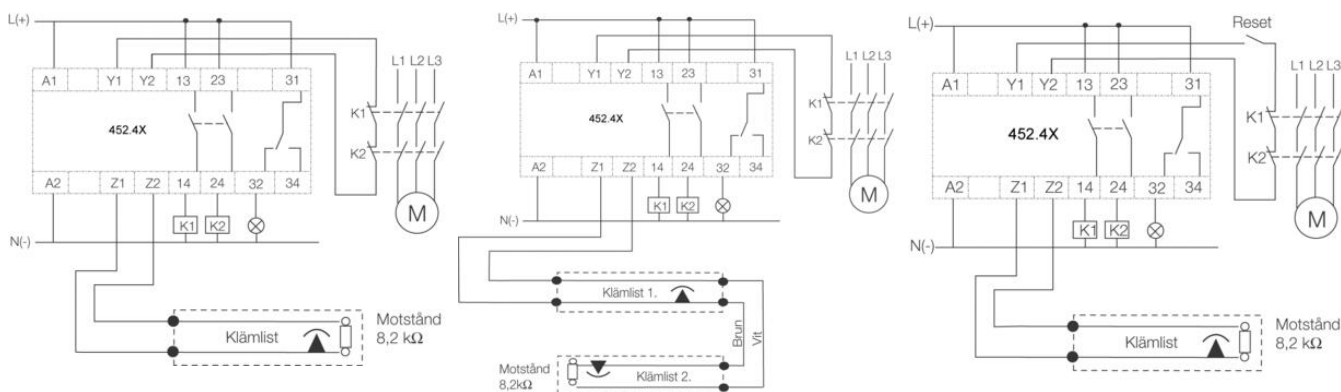 L(+)
L1 L2 L3
A1 Y1 Y2 13 23 31
K1
452.4X
K2
A2 Z1 Z2 14 24 32 34
K1 K2
M
N(-)
Klämlist
Motstånd
8,2 kΩ
L(+)
L1 L2 L3
A1 Y1 Y2 13 23 31
K1
452.4X
K2
A2 Z1 Z2 14 24 32 34
K1 K2
M
N(-)
Klämlist 1.
Brun
Vit
Motstånd
8,2kΩ
Klämlist 2.
L(+)
Reset
L1 L2 L3
A1 Y1 Y2 13 23 31
K1
452.4X
K2
A2 Z1 Z2 14 24 32 34
K1 K2
M
N(-)
Klämlist
Motstånd
8,2 kΩ